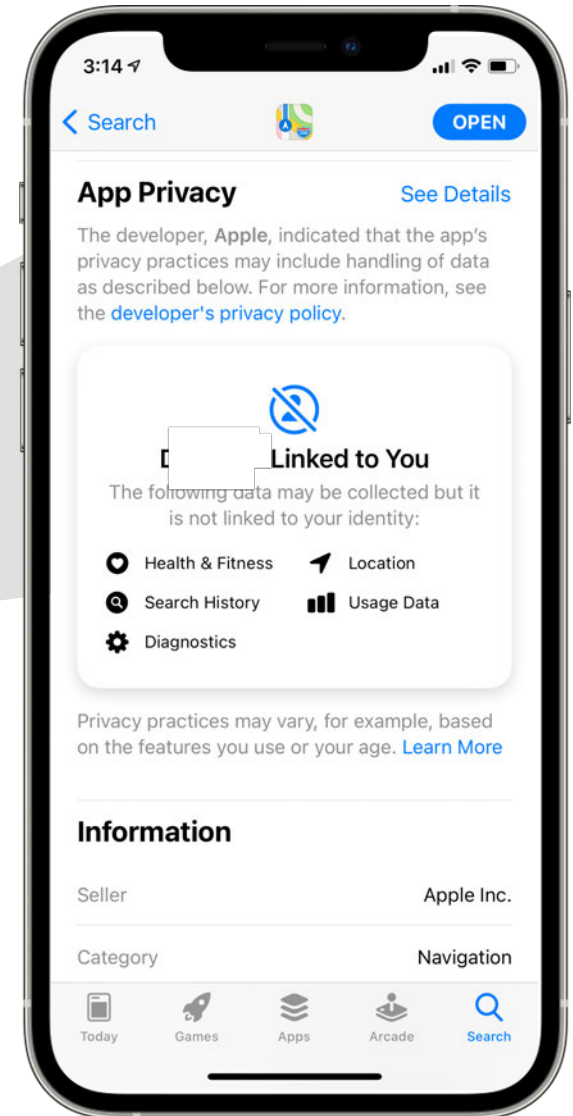 3:14
Search
OPEN
App Privacy
See Details
The developer, Apple, indicated that the app's
privacy practices may include handling of data
as described below. For more information, see
the developer's privacy policy.
Linked to You
The following data may be collected but it
is not linked to your identity:
Health & Fitness
Location
Search History
Usage Data
Diagnostics
Privacy practices may vary, for example, based
on the features you use or your age. Learn More
Information
Seller
Apple Inc.
Category
Navigation
Today
Games
Apps
Arcade
Search